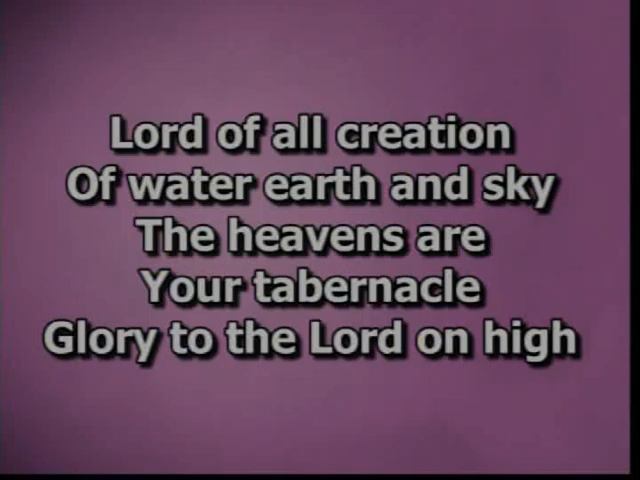 Lord of all creation
Of water earth and sky
The heavens are
Your tabernacle
Glory to the Lord on high